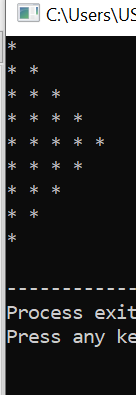 C:\Users\US
*
* *
* * *
* * * *
* * * * *
* * * *
* * *
* *
*
-------------
Process exit
Press any ke